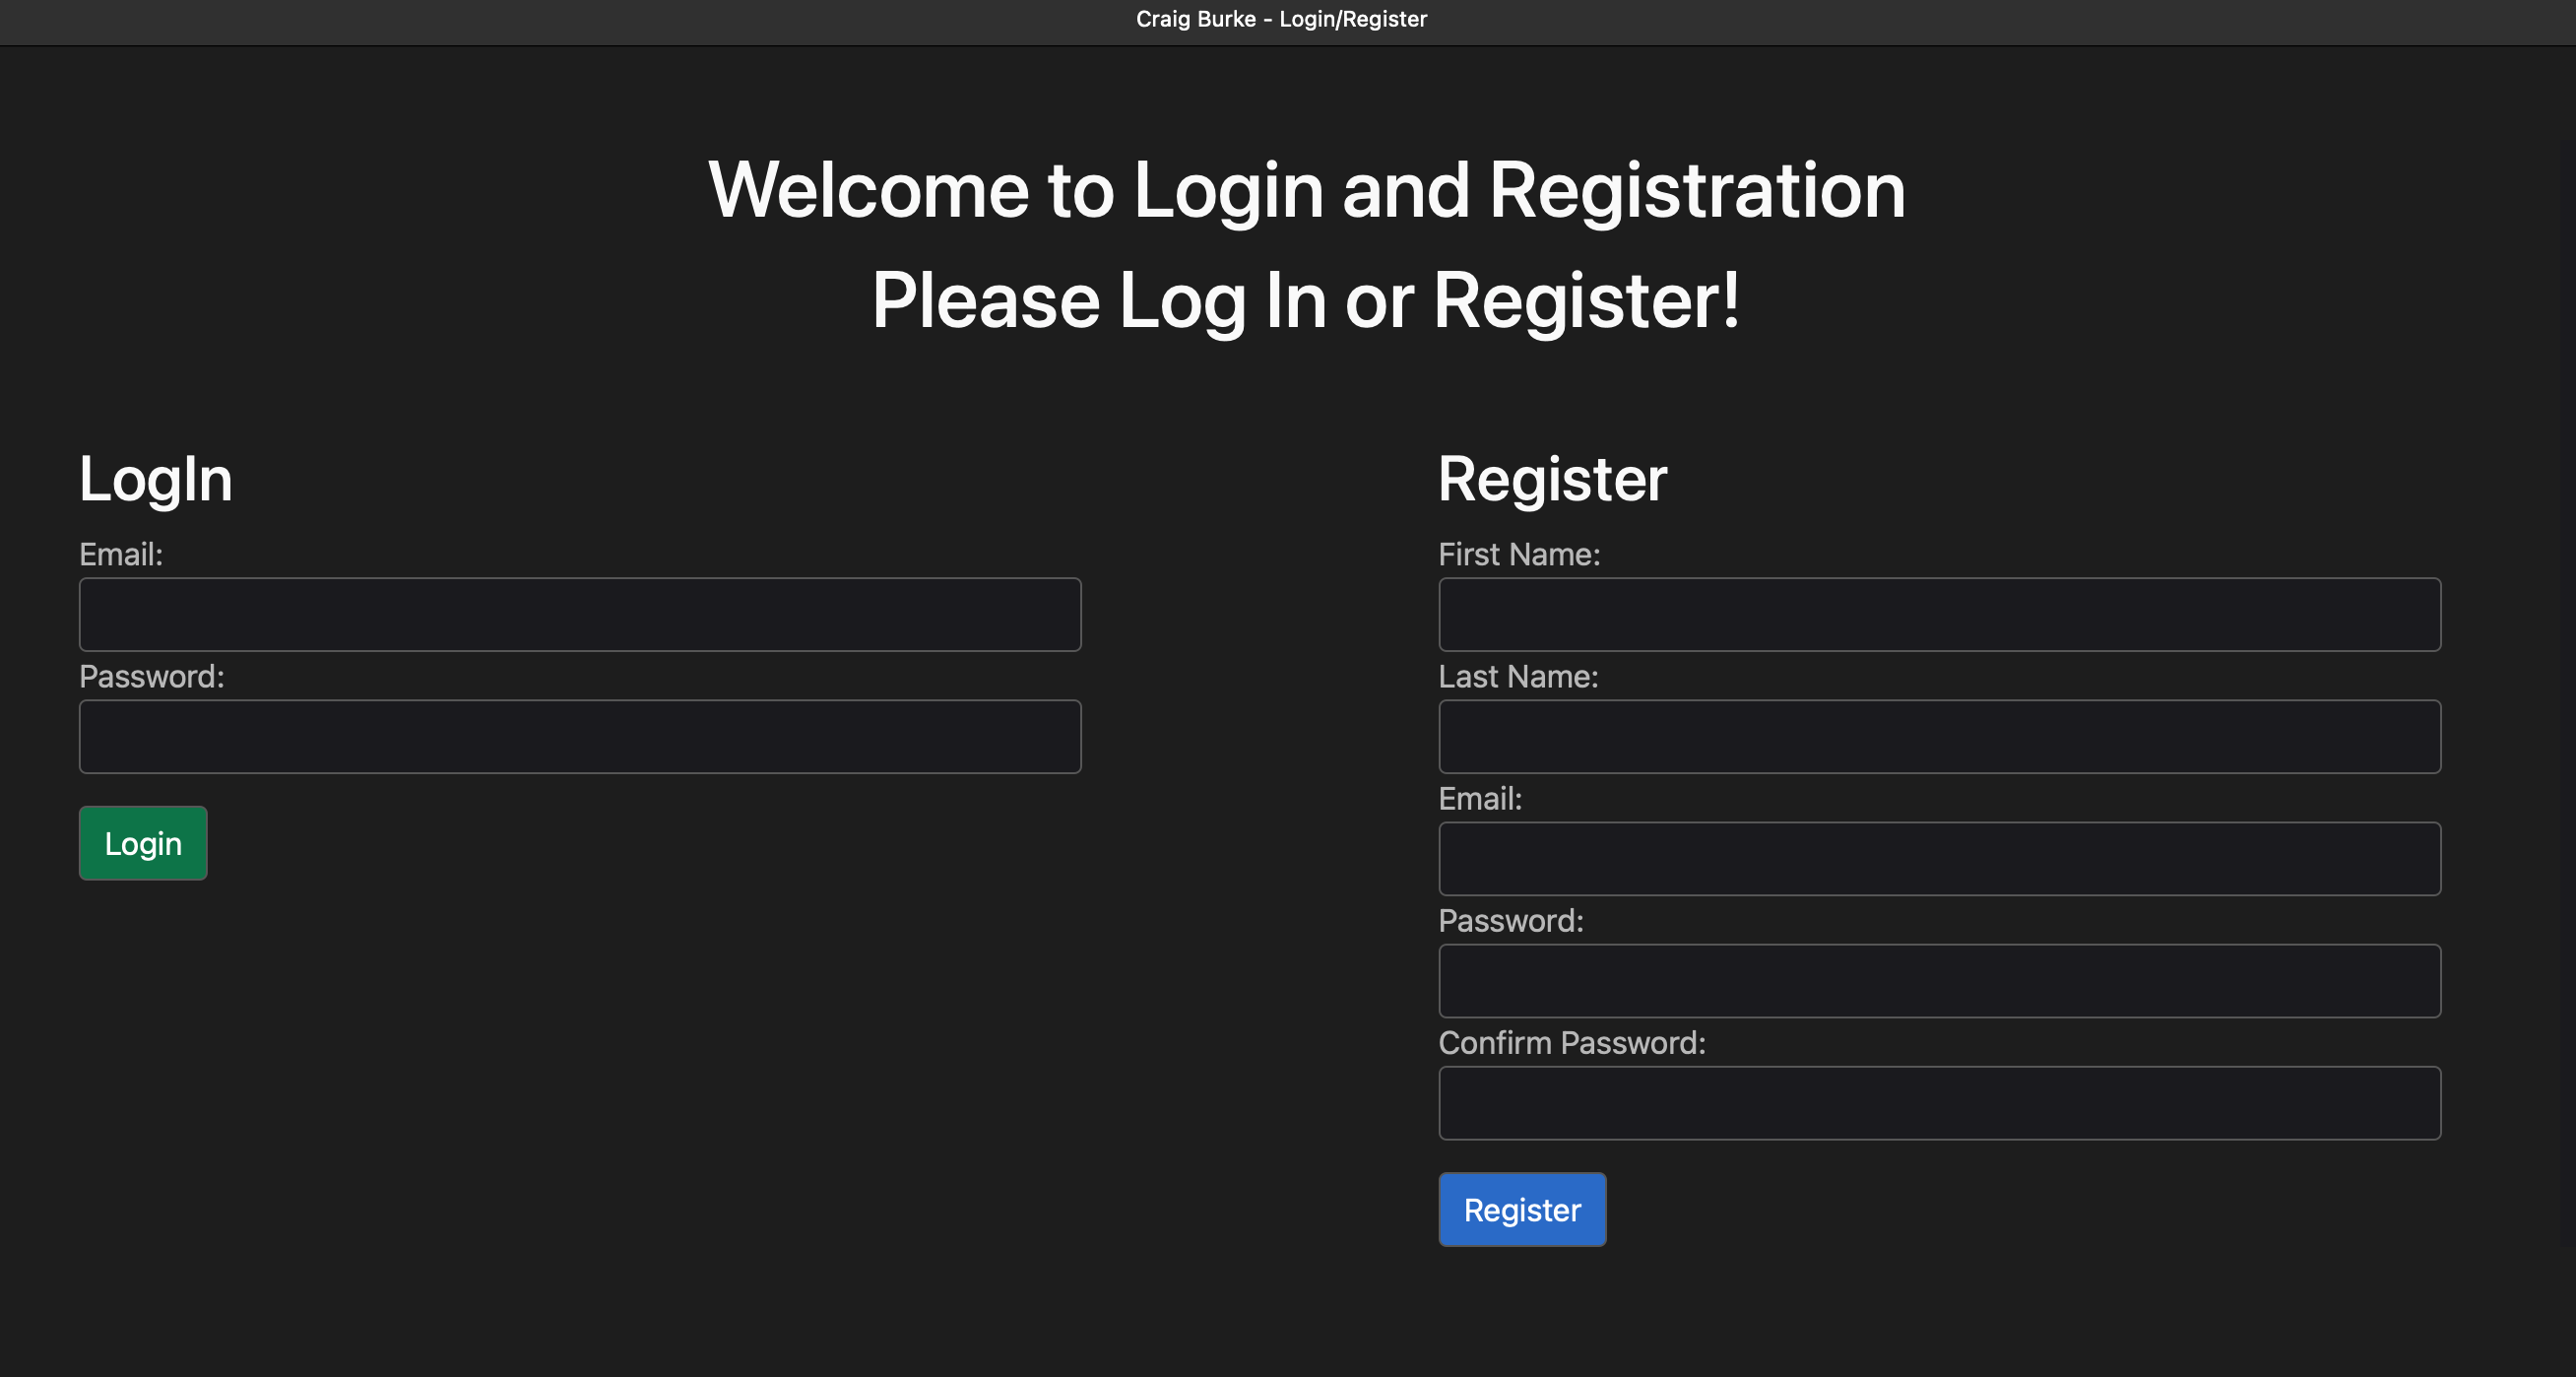 Craig Burke - Login/Register
Welcome to Login and Registration
Please Log In or Register!
LogIn
Email:
Password:
Login
Register
First Name:
Last Name:
Email:
Password:
Confirm Password:
Register